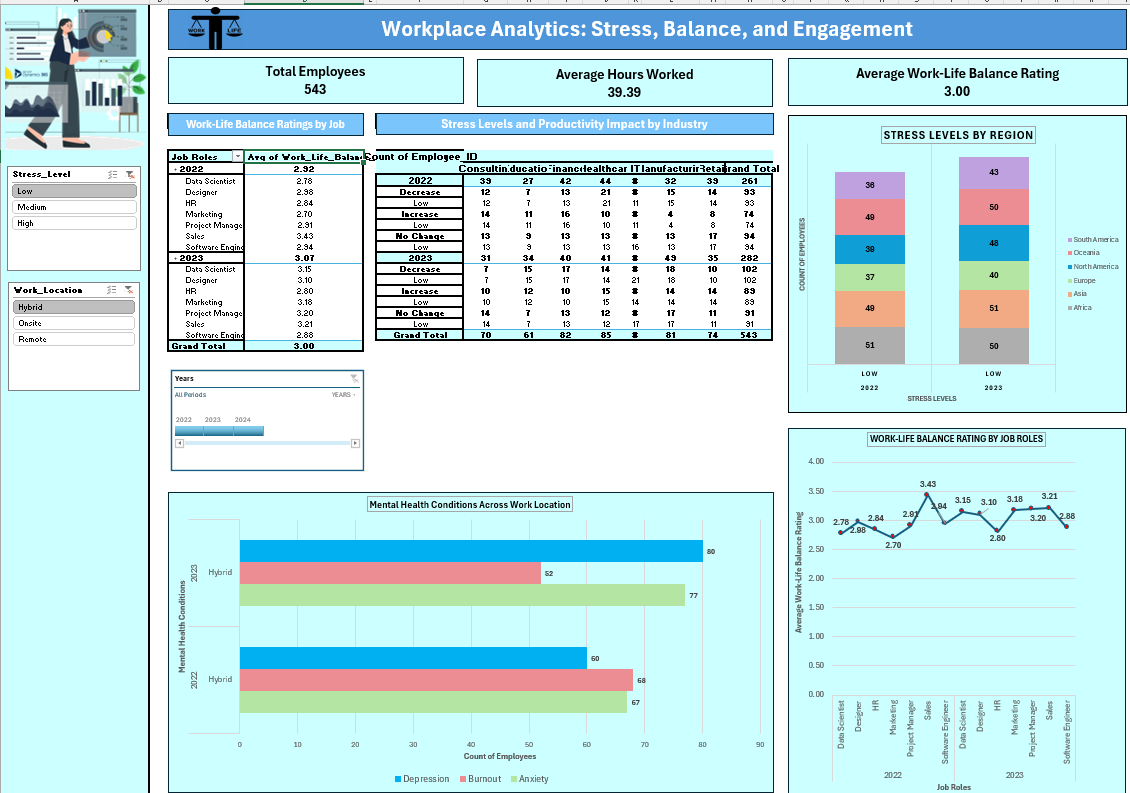 WORK LIFE
Workplace Analytics: Stress, Balance, and Engagement
Total Employees
543
Average Hours Worked
39.39
Average Work-Life Balance Rating
3.00
Work-Life Balance Ratings by Job
Stress Levels and Productivity Impact by Industry
Stress_Level
Low
Medium
High
Work_Location
Hybrid
Onsite
Remote
Job Roles Avg of Work_Life_Balanc
2022 2.92
Data Scientist 2.78
Designer 2.98
HR 2.84
Marketing 2.70
Project Manage 2.91
Sales 3.43
Software Engine 2.94
2023 3.07
Data Scientist 3.15
Designer 3.10
HR 2.80
Marketing 3.18
Project Manage 3.20
Sales 3.21
Software Engine 2.88
Grand Total 3.00
Count of Employee_ID
IT Grand Total
2022 39 27 42 44 # 32 39 261
Decrease 12 7 13 21 # 15 14 93
Low 12 7 13 21 11 15 14 93
Increase 14 11 16 10 # 4 8 74
Low 14 11 16 10 11 4 8 74
No Change 13 9 13 13 # 13 17 94
Low 13 9 13 13 16 13 17 94
2023 31 34 40 41 # 49 35 282
Decrease 7 15 17 14 # 18 10 102
Low 7 15 17 14 21 18 10 102
Increase 10 12 10 15 # 14 14 89
Low 10 12 10 15 14 14 14 89
No Change 14 7 13 12 # 17 11 91
Low 14 7 13 12 17 17 11 91
Grand Total 70 61 82 85 # 81 74 543
Years
All Periods YEARS
2022 2023 2024
STRESS LEVELS BY REGION
COUNT OF EMPLOYEES
36
49
39
37
49
51
43
50
48
40
51
50
LOW LOW
2022 2023
STRESS LEVELS
South America
Oceania
North America
Europe
Asia
Africa
Mental Health Conditions Across Work Location
Mental Health Conditions
2023 Hybrid
80
52
77
2022 Hybrid
60
68
67
0 10 20 30 40 50 60 70 80 90
Count of Employees
Depression Burnout Anxiety
WORK-LIFE BALANCE RATING BY JOB ROLES
Average Work-Life Balance Rating
4.00
3.50
3.00
2.50
2.00
1.50
1.00
0.50
0.00
2.78 2.98 2.84 2.70 2.91 3.43 2.94 3.15 3.10 2.80 3.18 3.20 3.21 2.88
Data Scientist Designer HR Marketing Project Manager Sales Software Engineer Data Scientist Designer HR Marketing Project Manager Sales Software Engineer
2022 2023
Job Roles